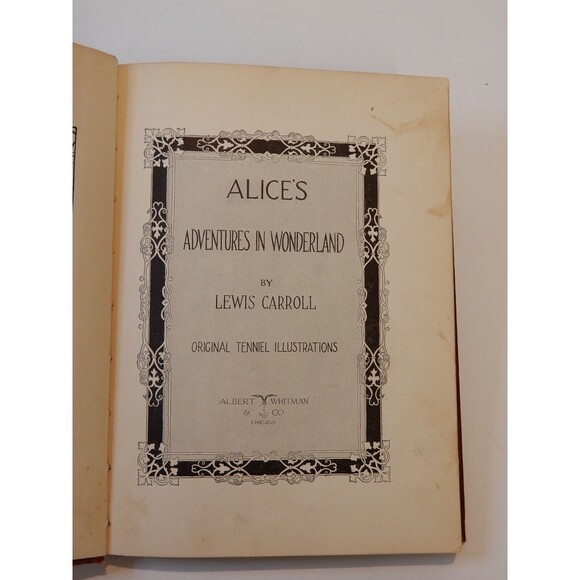 ALICE'S
ADVENTURES IN WONDERLAND
BY
LEWIS CARROLL
ORIGINAL TENNIEL ILLUSTRATIONS
ALBERT WHITMAN
& CO
CHICAGO